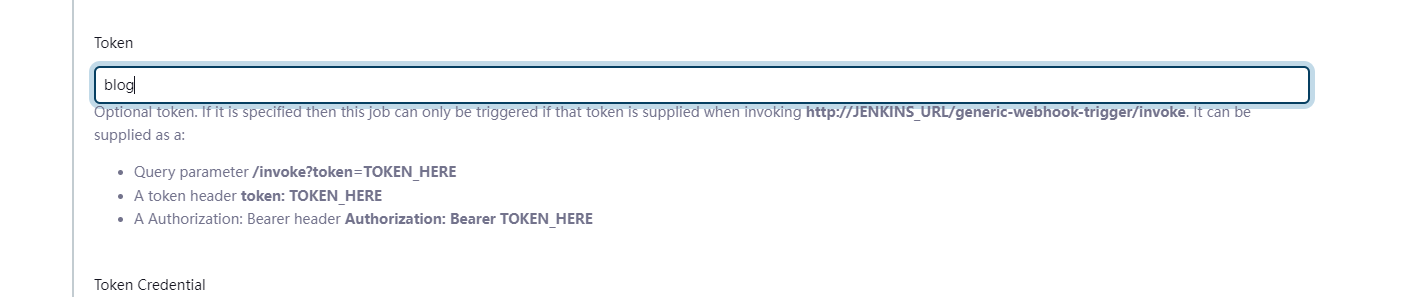 Token
blog
Optional token. If it is specified then this job can only be triggered if that token is supplied when invoking http://JENKINS_URL/generic-webhook-trigger/invoke. It can be
supplied as a:
• Query parameter /invoke?token=TOKEN_HERE
• A token header token: TOKEN_HERE
• A Authorization: Bearer header Authorization: Bearer TOKEN_HERE
Token Credential